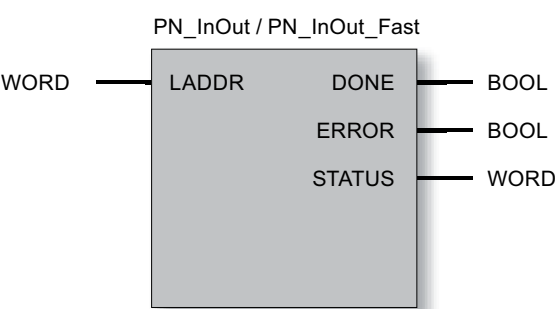 PN_InOut / PN_InOut_Fast
WORD LADDR DONE BOOL
ERROR BOOL
STATUS WORD